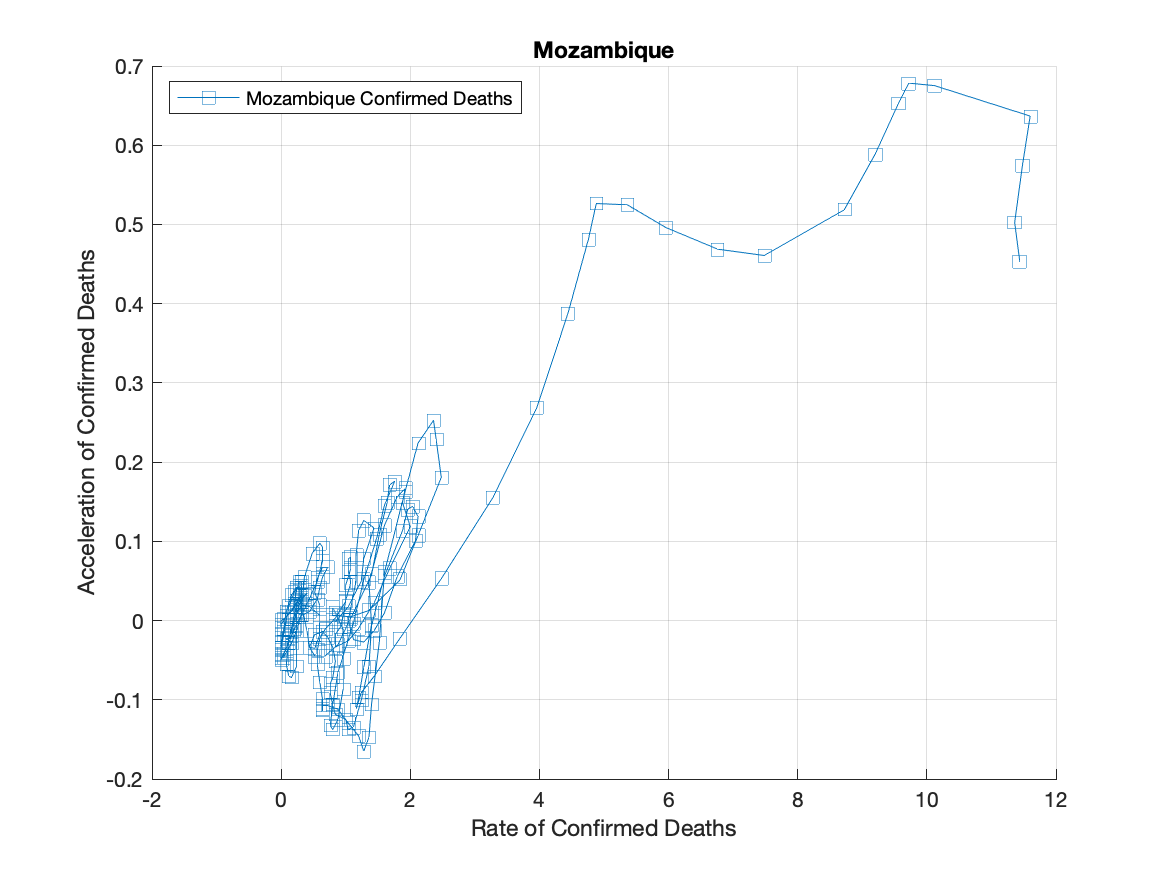 Mozambique
Mozambique Confirmed Deaths
0.7
0.6
0.5
0.4
0.3
0.2
0.1
0
-0.1
-0.2
Acceleration of Confirmed Deaths
-2 0 2 4 6 8 10 12
Rate of Confirmed Deaths